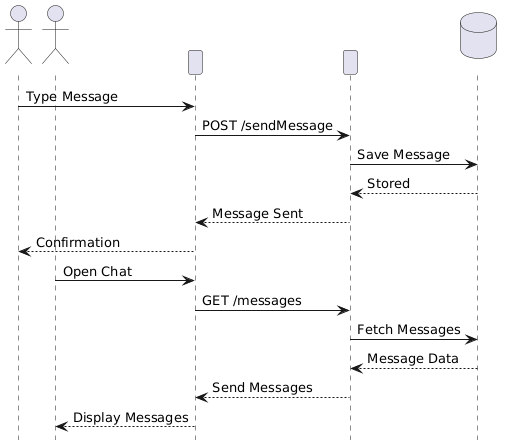 Type Message
POST /sendMessage
Save Message
Stored
Message Sent
Confirmation
Open Chat
GET /messages
Fetch Messages
Message Data
Send Messages
Display Messages